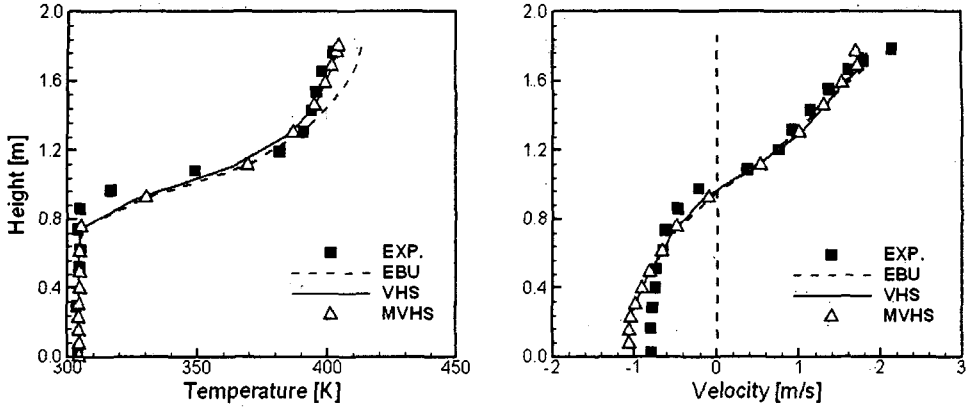 2.0
1.6
1.2
0.8
0.4
0.0
Height [m]
EXP.
EBU
VHS
MVHS
300
350
400
450
Temperature [K]
2.0
1.6
1.2
0.8
0.4
0.0
EXP.
EBU
VHS
MVHS
-2
-1
0
1
2
3
Velocity [m/s]